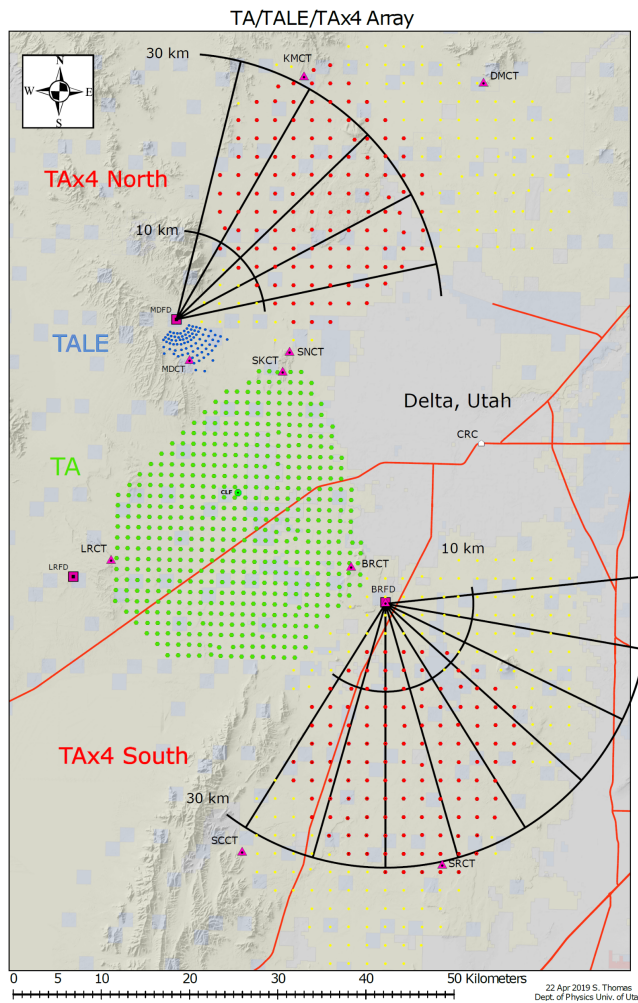 TA/TALE/TAx4 Array
30 km
KMCT
DMCT
N
W E
S
TAx4 North
10 km
MDFD
TALE
SNCT
SKCT
MDCT
Delta, Utah
CRC
TA
CLF
LRCT
LRFD
10 km
BRCT
BRFD
TAx4 South
30 km
SCCT
SRCT
0 5 10 20 30 40 50 Kilometers
22 Apr 2019 S. Thomas
Dept. of Physics Univ. of Utah